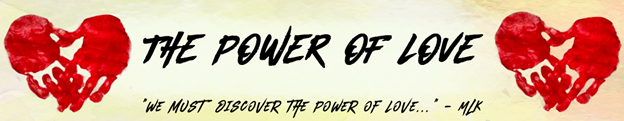 THE POWER OF LOVE
"WE MUST DISCOVER THE POWER OF LOVE..." - MLK